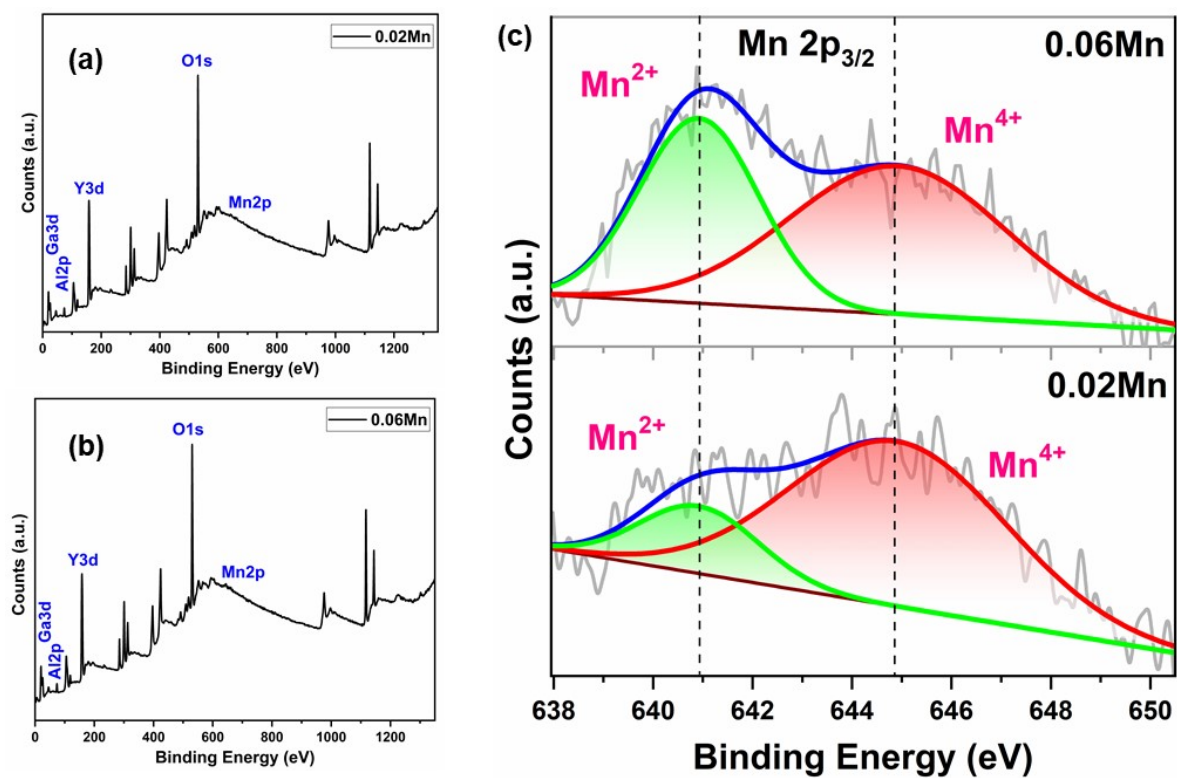 (a)
0.02Mn
O1s
Y3d
Mn2p
Ga3d
Al2p
Counts (a.u.)
0 200 400 600 800 1000 1200
Binding Energy (eV)
(b)
0.06Mn
O1s
Y3d
Mn2p
Ga3d
Al2p
Counts (a.u.)
0 200 400 600 800 1000 1200
Binding Energy (eV)
(c)
Mn 2p₃/₂
0.06Mn
Mn²⁺
Mn⁴⁺
0.02Mn
Mn²⁺
Mn⁴⁺
Counts (a.u.)
638 640 642 644 646 648 650
Binding Energy (eV)